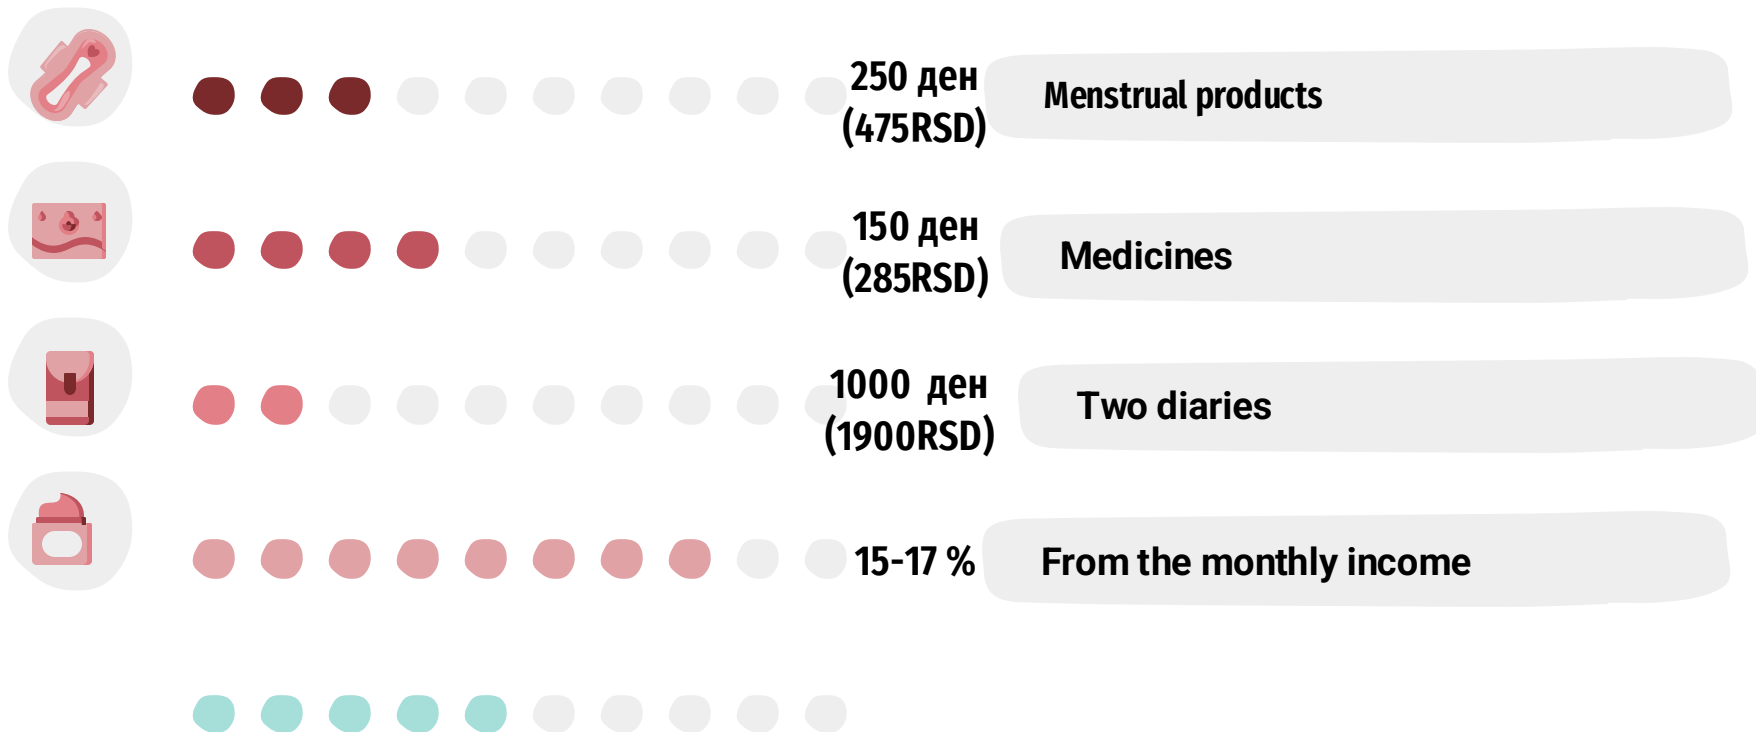 250 ден
(475RSD)
Menstrual products
150 ден
(285RSD)
Medicines
1000 ден
(1900RSD)
Two diaries
15-17 %
From the monthly income